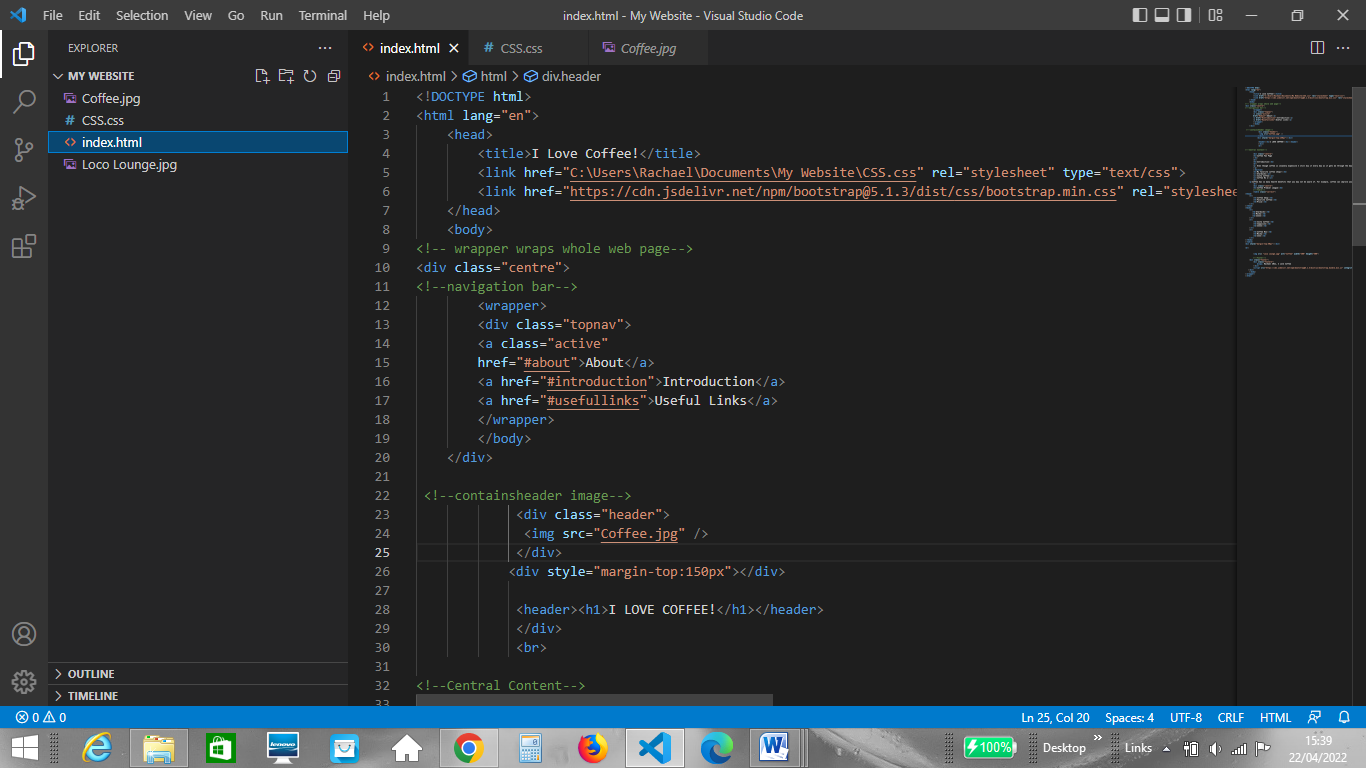 File Edit Selection View Go Run Terminal Help
index.html - My Website - Visual Studio Code
EXPLORER
MY WEBSITE
Coffee.jpg
CSS.css
index.html
Loco Lounge.jpg
OUTLINE
TIMELINE
index.html
CSS.css
Coffee.jpg
index.html > html > div.header
1 <!DOCTYPE html>
2 <html lang="en">
3 <head>
4 <title>I Love Coffee!</title>
5 <link href="C:\Users\Rachael\Documents\My Website\CSS.css" rel="stylesheet" type="text/css">
6 <link href="https://cdn.jsdelivr.net/npm/bootstrap@5.1.3/dist/css/bootstrap.min.css" rel="styleshee
7 </head>
8 <body>
9 <!-- wrapper wraps whole web page-->
10 <div class="centre">
11 <!--navigation bar-->
12 <wrapper>
13 <div class="topnav">
14 <a class="active"
15 href="#about">About</a>
16 <a href="#introduction">Introduction</a>
17 <a href="#usefullinks">Useful Links</a>
18 </wrapper>
19 </body>
20 </div>
21
22 <!--containsheader image-->
23 <div class="header">
24 <img src="Coffee.jpg" />
25 </div>
26 <div style="margin-top:150px"></div>
27
28 <header><h1>I LOVE COFFEE!</h1></header>
29 </div>
30 <br>
31
32 <!--Central Content-->
33
0 0
Ln 25, Col 20 Spaces: 4 UTF-8 CRLF HTML
lenovo
100%
Desktop
Links
15:39
22/04/2022